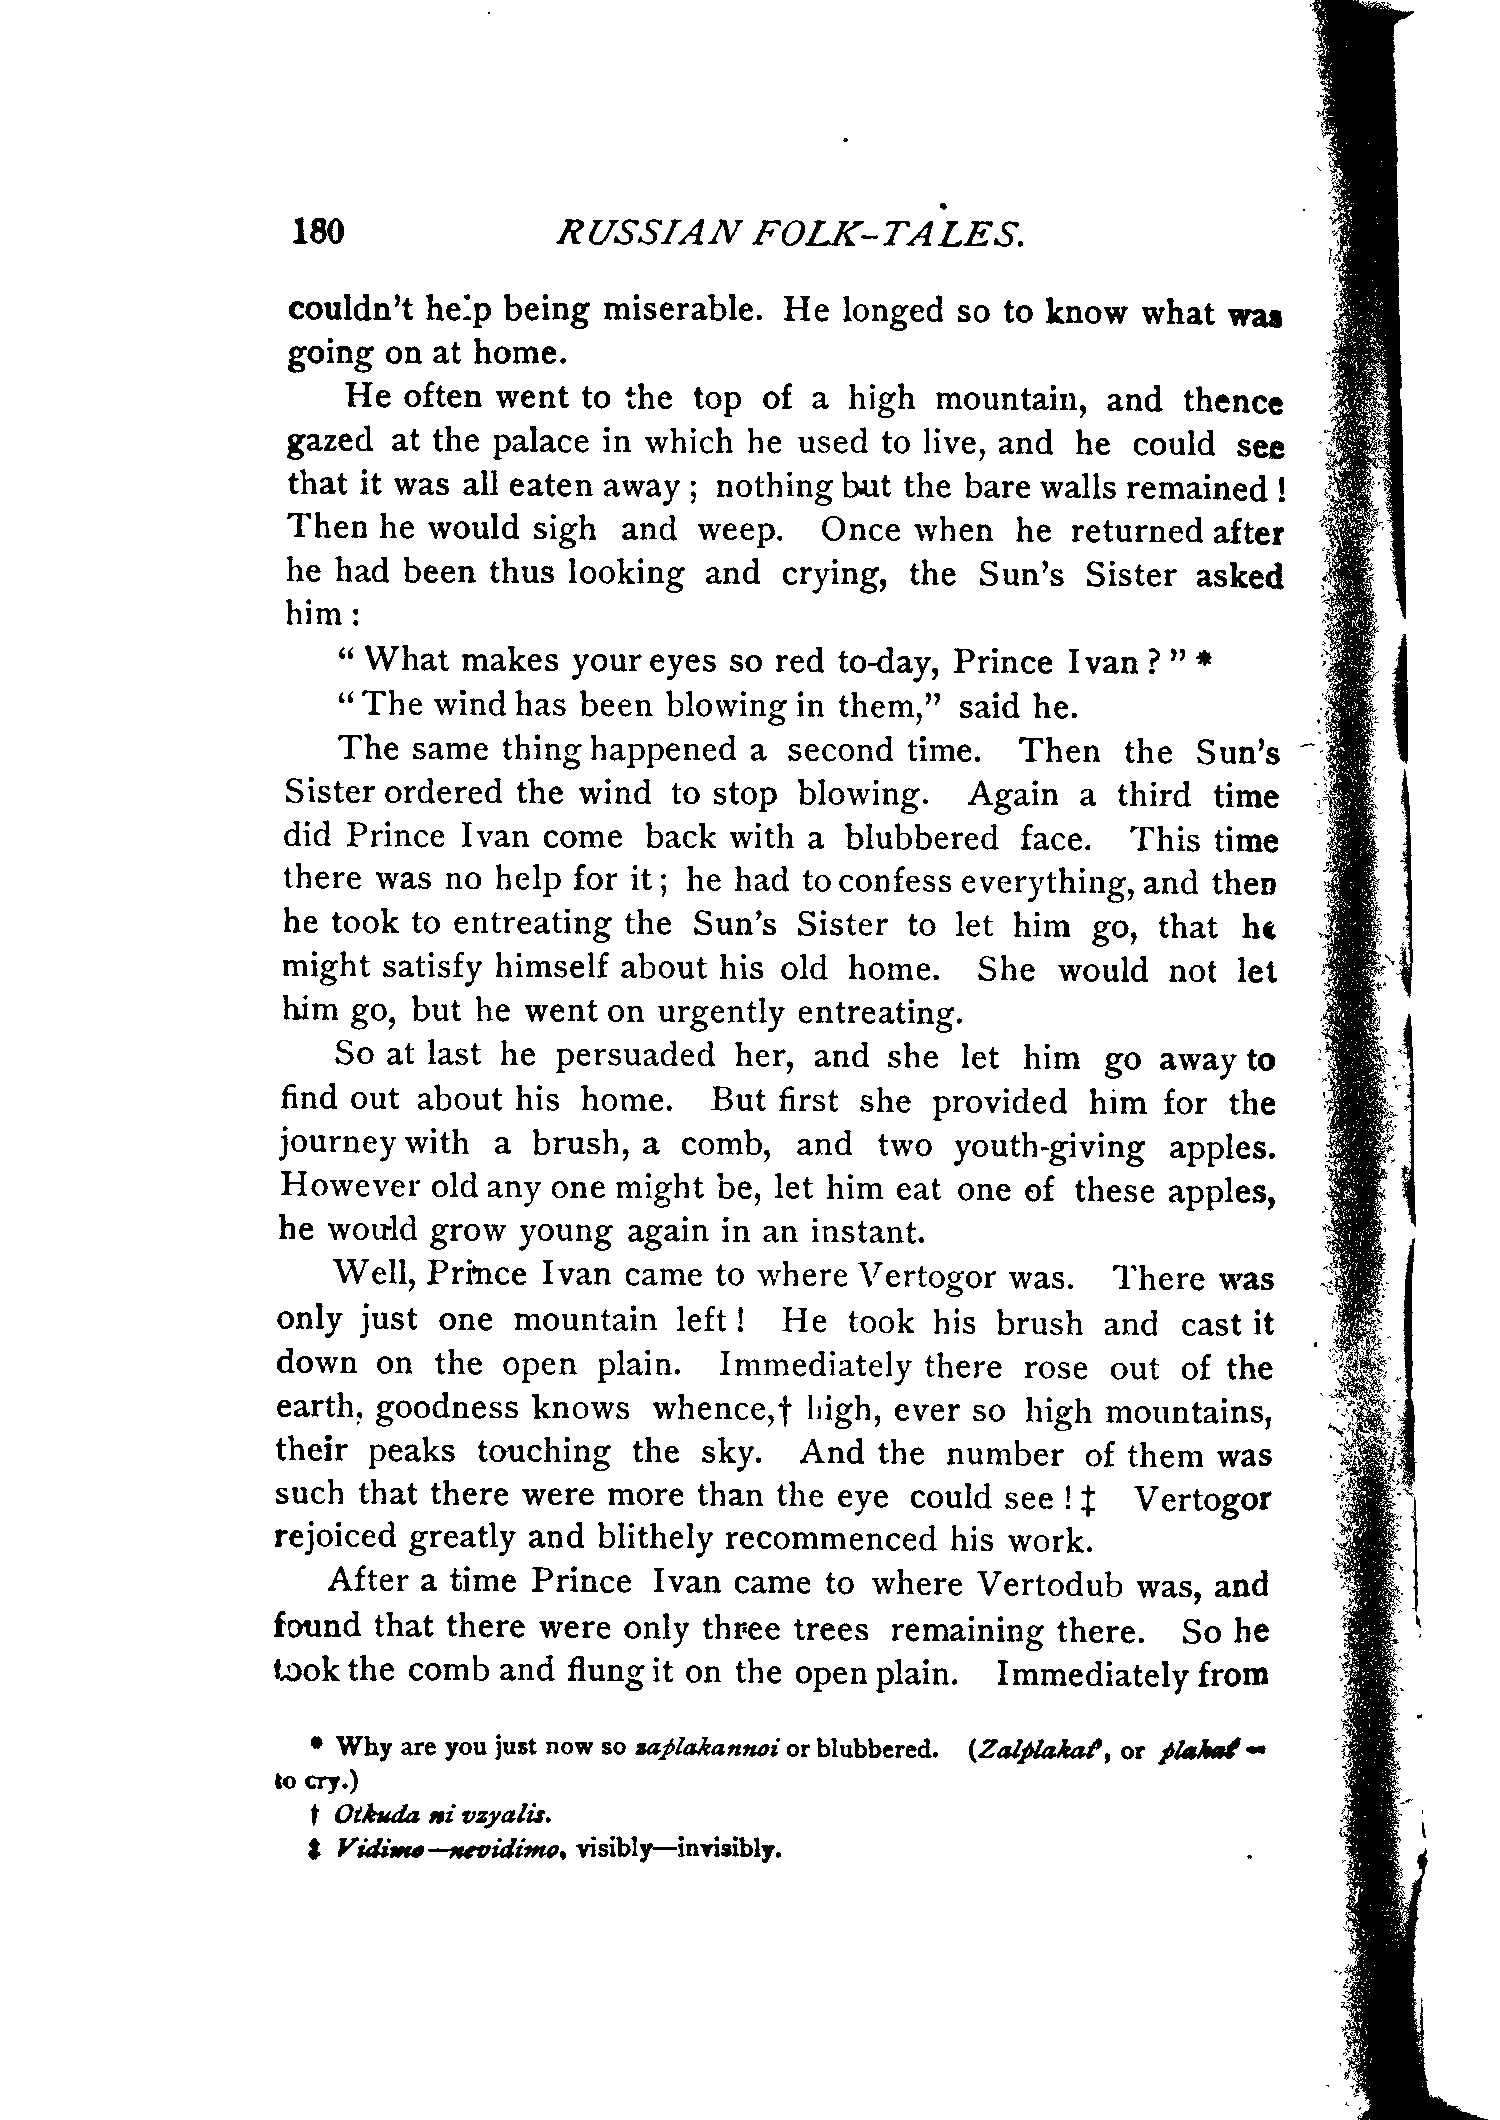 180 RUSSIAN FOLK-TALES.
couldn't help being miserable. He longed so to know what was
going on at home.
He often went to the top of a high mountain, and thence
gazed at the palace in which he used to live, and he could see
that it was all eaten away; nothing but the bare walls remained!
Then he would sigh and weep. Once when he returned after
he had been thus looking and crying, the Sun's Sister asked
him:
"What makes your eyes so red to-day, Prince Ivan?" *
"The wind has been blowing in them," said he.
The same thing happened a second time. Then the Sun's
Sister ordered the wind to stop blowing. Again a third time
did Prince Ivan come back with a blubbered face. This time
there was no help for it; he had to confess everything, and then
he took to entreating the Sun's Sister to let him go, that he
might satisfy himself about his old home. She would not let
him go, but he went on urgently entreating.
So at last he persuaded her, and she let him go away to
find out about his home. But first she provided him for the
journey with a brush, a comb, and two youth-giving apples.
However old any one might be, let him eat one of these apples,
he would grow young again in an instant.
Well, Prince Ivan came to where Vertogor was. There was
only just one mountain left! He took his brush and cast it
down on the open plain. Immediately there rose out of the
earth, goodness knows whence,† high, ever so high mountains,
their peaks touching the sky. And the number of them was
such that there were more than the eye could see!‡ Vertogor
rejoiced greatly and blithely recommenced his work.
After a time Prince Ivan came to where Vertodub was, and
found that there were only three trees remaining there. So he
took the comb and flung it on the open plain. Immediately from
* Why are you just now so zaplakannoi or blubbered. (Zalplakat', or plakat' =
to cry.)
† Otkuda ni vzyalis.
‡ Vidimo—nevidimo, visibly—invisibly.